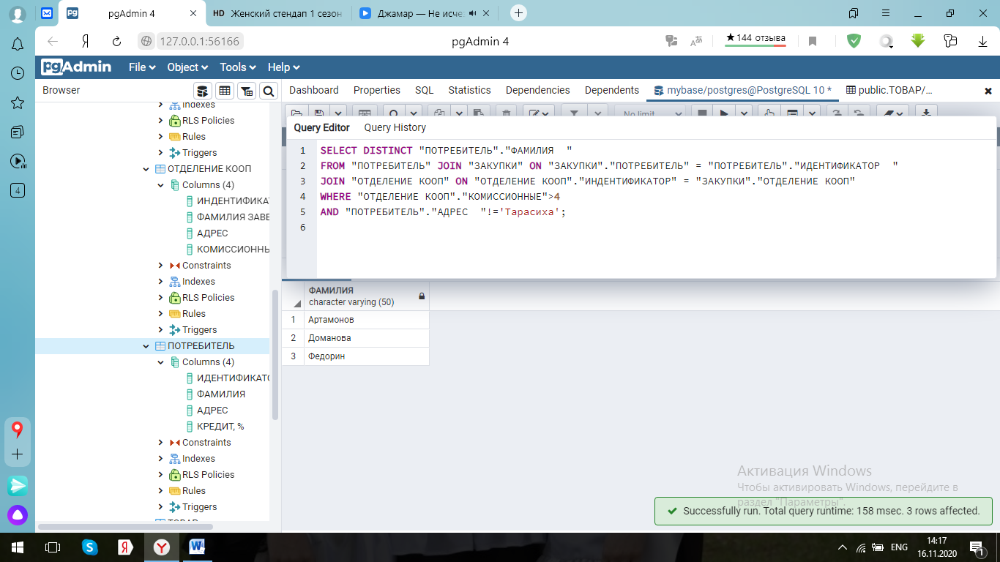 pgAdmin 4
HD Женский стендап 1 сезон
Джамар — Не исчез
127.0.0.1:56166
pgAdmin 4
★144 отзыва
pgAdmin
File
Object
Tools
Help
Browser
Dashboard
Properties
SQL
Statistics
Dependencies
Dependents
mybase/postgres@PostgreSQL 10 *
public.ТОВАР/...
No limit
Query Editor
Query History
1 SELECT DISTINCT "ПОТРЕБИТЕЛЬ"."ФАМИЛИЯ  "
2 FROM "ПОТРЕБИТЕЛЬ" JOIN "ЗАКУПКИ" ON "ЗАКУПКИ"."ПОТРЕБИТЕЛЬ" = "ПОТРЕБИТЕЛЬ"."ИДЕНТИФИКАТОР  "
3 JOIN "ОТДЕЛЕНИЕ КООП" ON "ОТДЕЛЕНИЕ КООП"."ИНДЕНТИФИКАТОР" = "ЗАКУПКИ"."ОТДЕЛЕНИЕ КООП"
4 WHERE "ОТДЕЛЕНИЕ КООП"."КОМИССИОННЫЕ">4
5 AND "ПОТРЕБИТЕЛЬ"."АДРЕС  "!='Тарасиха';
6
Indexes
RLS Policies
Rules
Triggers
ОТДЕЛЕНИЕ КООП
Columns (4)
ИНДЕНТИФИКАТ
ФАМИЛИЯ ЗАВЕ
АДРЕС
КОМИССИОННЫ
Constraints
Indexes
RLS Policies
Rules
Triggers
ПОТРЕБИТЕЛЬ
Columns (4)
ИДЕНТИФИКАТО
ФАМИЛИЯ
АДРЕС
КРЕДИТ, %
Constraints
Indexes
RLS Policies
Rules
Triggers
ТОВАР
ФАМИЛИЯ
character varying (50)
1 Артамонов
2 Доманова
3 Федорин
4
Активация Windows
Чтобы активировать Windows, перейдите в
раздел "Параметры".
Successfully run. Total query runtime: 158 msec. 3 rows affected.
ENG
14:17
16.11.2020
1